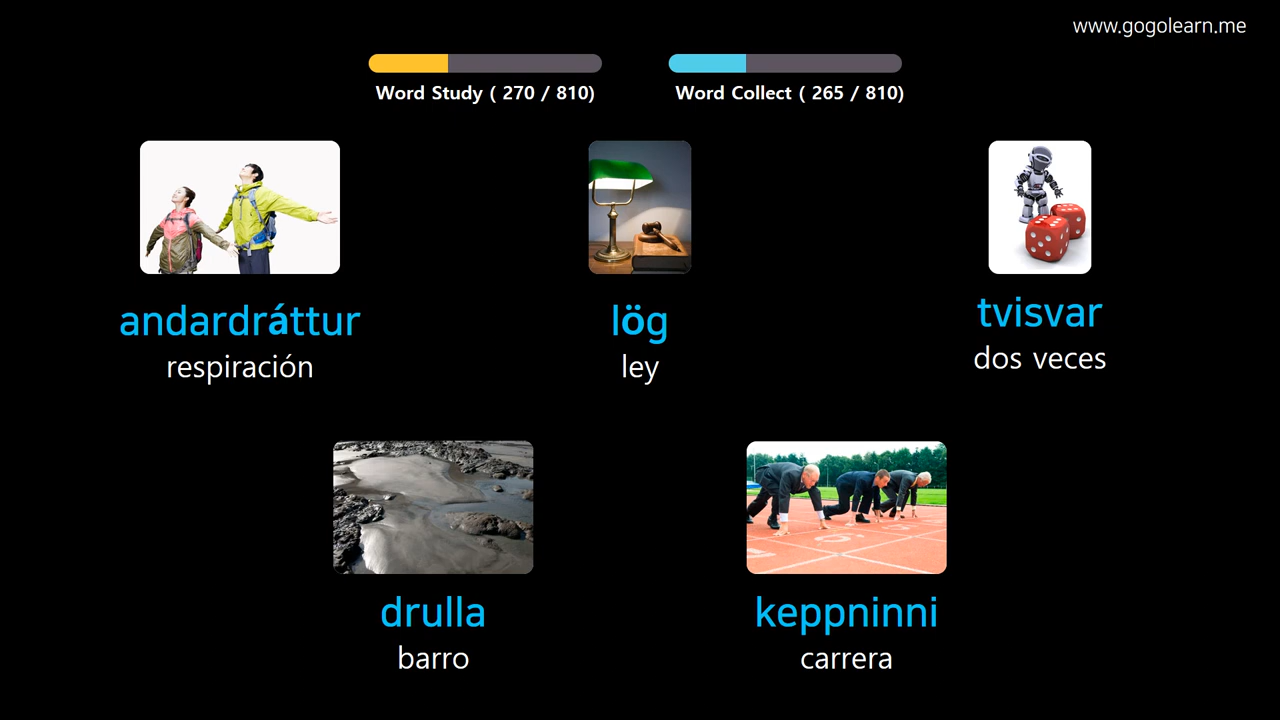 www.gogolearn.me
Word Study ( 270 / 810)
Word Collect ( 265 / 810)
andardráttur
respiración
lög
ley
tvisvar
dos veces
drulla
barro
keppninni
carrera